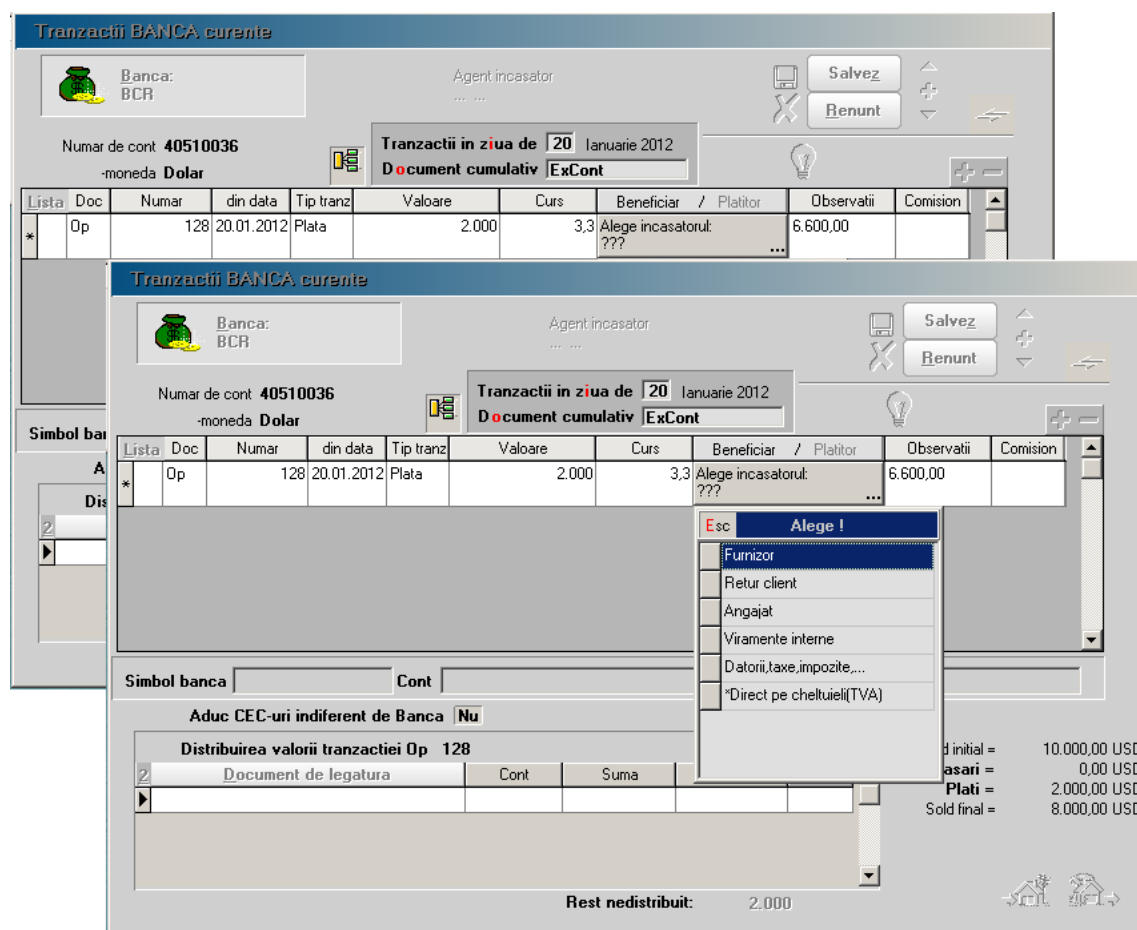 Tranzactii BANCA curente
Banca:
BCR
Agent incasator
... ...
Salvez
Renunt
Numar de cont 40510036
-moneda Dolar
Tranzactii in ziua de 20 Ianuarie 2012
Document cumulativ ExCont
Lista Doc Numar din data Tip tranz Valoare Curs Beneficiar / Platitor Observatii Comision
* Op 128 20.01.2012 Plata 2.000 3,3 Alege incasatorul: 6.600,00
??? ...
Simbol ban
A
Dis
2
Tranzactii BANCA curente
Banca:
BCR
Agent incasator
... ...
Salvez
Renunt
Numar de cont 40510036
-moneda Dolar
Tranzactii in ziua de 20 Ianuarie 2012
Document cumulativ ExCont
Lista Doc Numar din data Tip tranz Valoare Curs Beneficiar / Platitor Observatii Comision
* Op 128 20.01.2012 Plata 2.000 3,3 Alege incasatorul: 6.600,00
??? ...
Esc Alege !
Furnizor
Retur client
Angajat
Viramente interne
Datorii,taxe,impozite,...
*Direct pe cheltuieli(TVA)
Simbol banca Cont
Aduc CEC-uri indiferent de Banca Nu
Distribuirea valorii tranzactiei Op 128
2 Document de legatura Cont Suma
d initial = 10.000,00 USD
asari = 0,00 USD
Plati = 2.000,00 USD
Sold final = 8.000,00 USD
Rest nedistribuit: 2.000